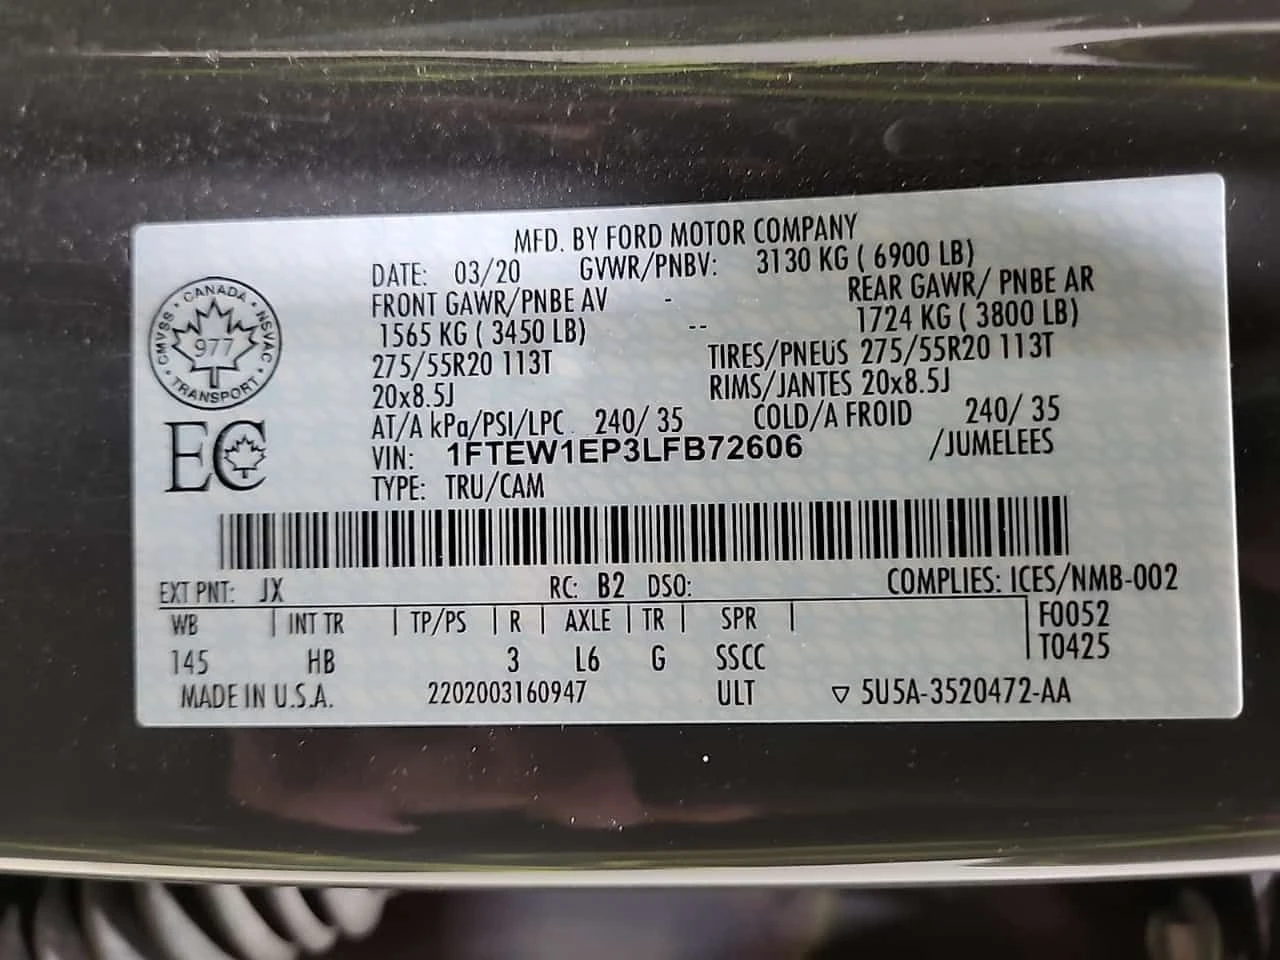 MFD. BY FORD MOTOR COMPANY
DATE: 03/20 GVWR/PNBV: 3130 KG ( 6900 LB)
FRONT GAWR/PNBE AV - REAR GAWR/ PNBE AR
1565 KG ( 3450 LB) -- 1724 KG ( 3800 LB)
275/55R20 113T TIRES/PNEUS 275/55R20 113T
20x8.5J RIMS/JANTES 20x8.5J
AT/A kPa/PSI/LPC 240/ 35 COLD/A FROID 240/ 35
VIN: 1FTEW1EP3LFB72606 /JUMELEES
TYPE: TRU/CAM
CANADA · NSVAC · TRANSPORT · CMVSS
977
EC
EXT PNT: JX RC: B2 DSO: COMPLIES: ICES/NMB-002
WB | INT TR | TP/PS | R | AXLE | TR | SPR | F0052
145 HB 3 L6 G SSCC T0425
MADE IN U.S.A. 2202003160947 ULT ▽ 5U5A-3520472-AA